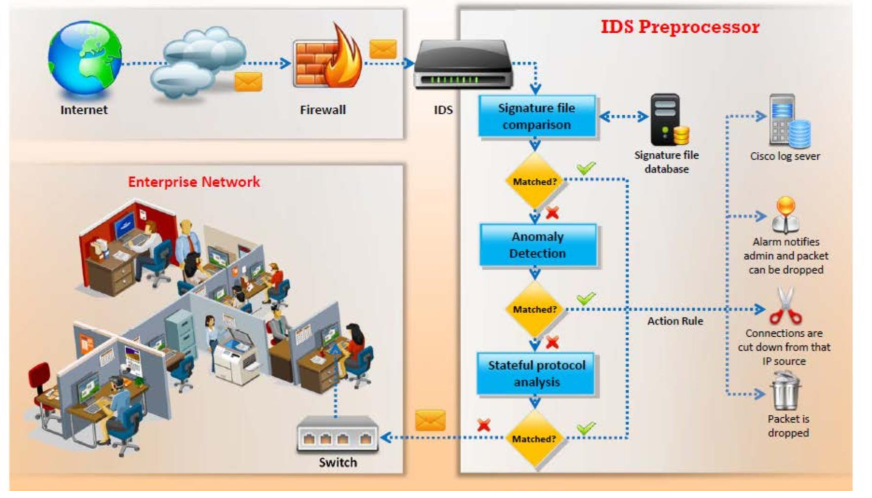 IDS Preprocessor
Internet
Firewall
IDS
Signature file
comparison
Signature file
database
Cisco log sever
Matched?
Enterprise Network
Anomaly
Detection
Alarm notifies
admin and packet
can be dropped
Matched?
Action Rule
Connections are
cut down from that
IP source
Stateful protocol
analysis
Packet is
dropped
Matched?
Switch